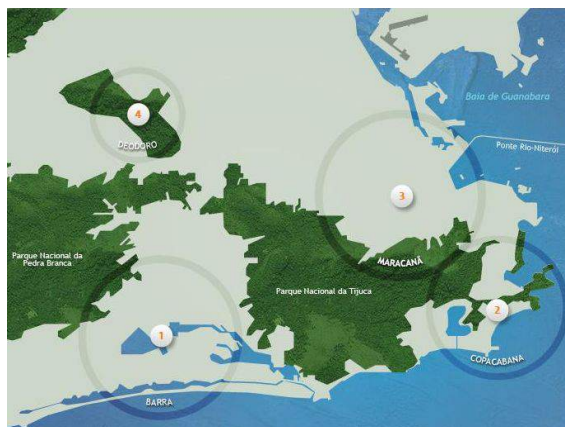 Baia de Guanabara
4
DEODORO
Ponte Rio-Niterói
3
Parque Nacional da
Pedra Branca
MARACANÃ
Parque Nacional da Tijuca
2
1
COPACABANA
BARRA